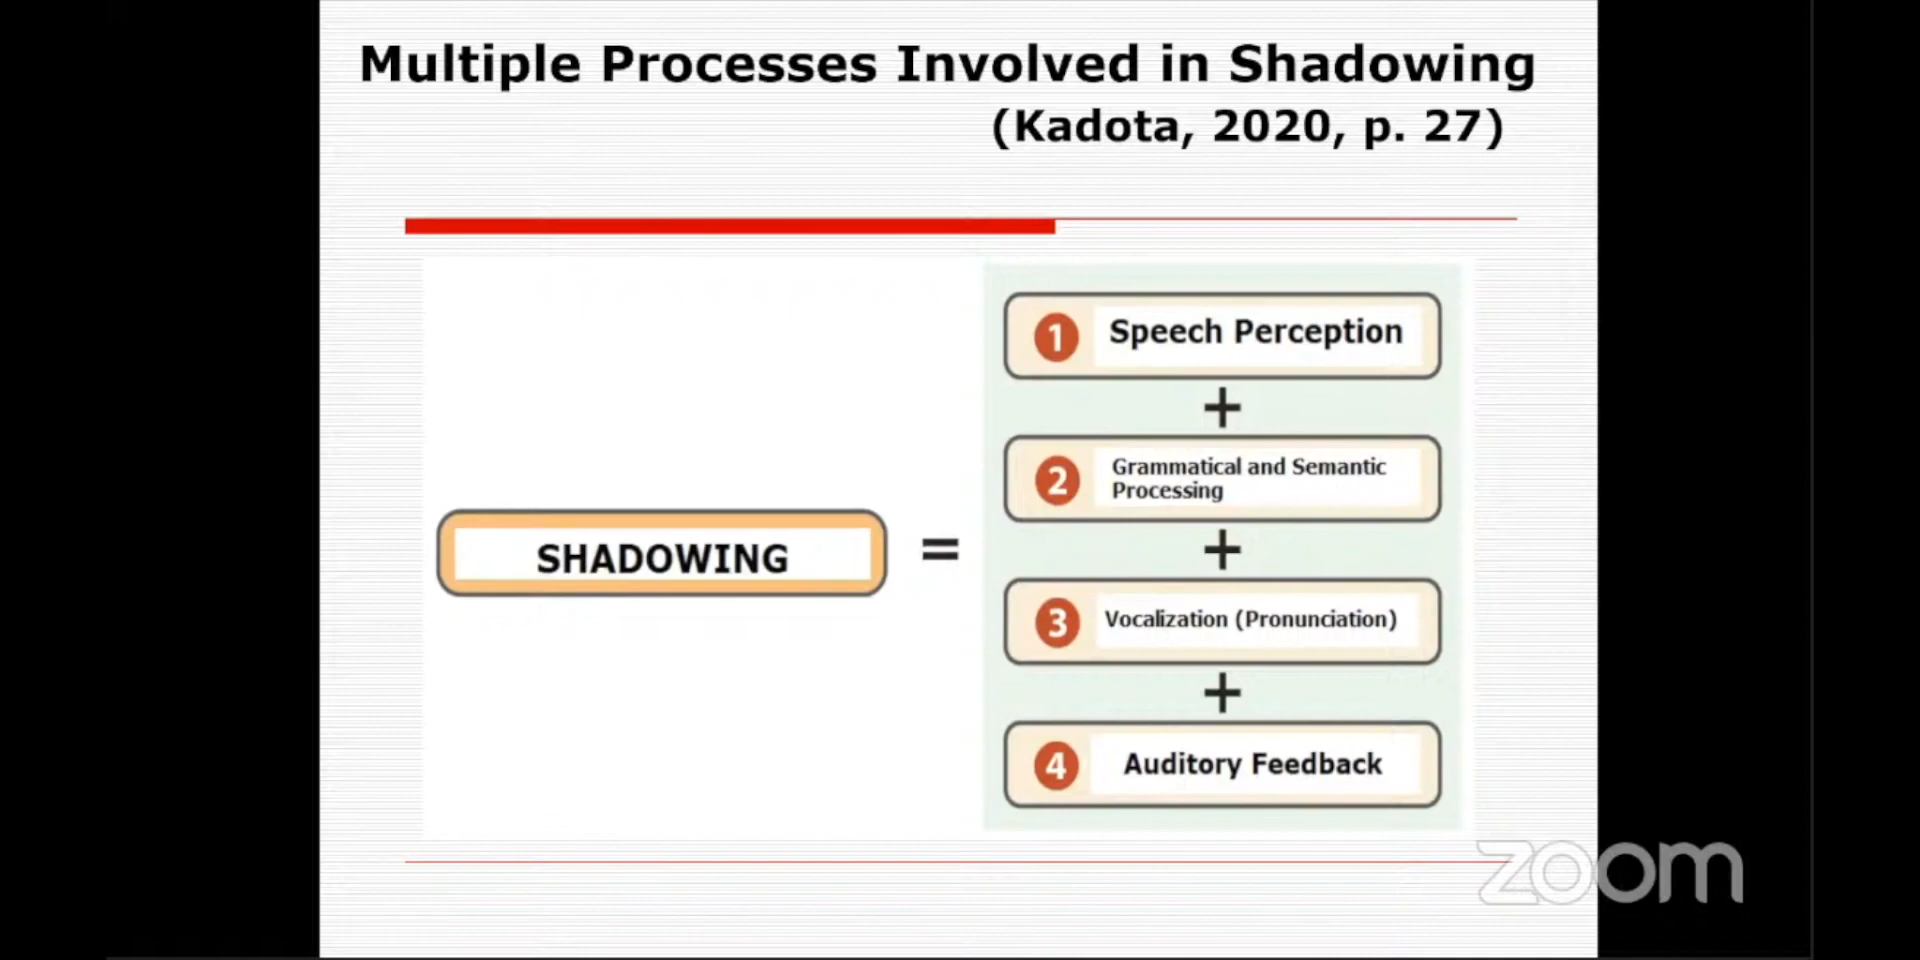 Multiple Processes Involved in Shadowing
(Kadota, 2020, p. 27)
SHADOWING
=
1 Speech Perception
+
2 Grammatical and Semantic
Processing
+
3 Vocalization (Pronunciation)
+
4 Auditory Feedback
zoom